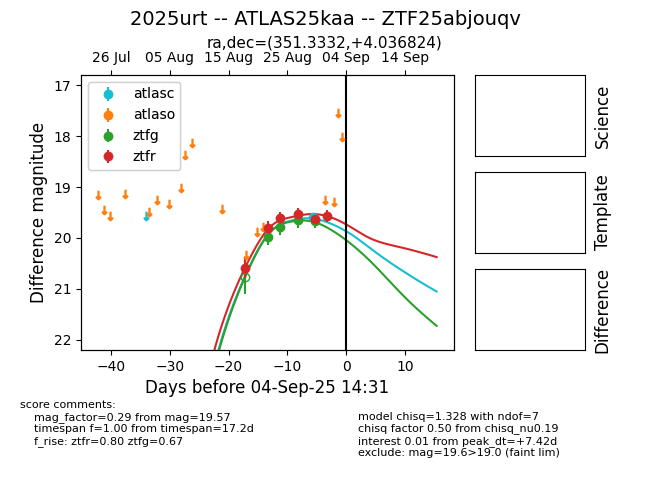 2025urt -- ATLAS25kaa -- ZTF25abjouqv
ra,dec=(351.3332,+4.036824)
26 Jul 05 Aug 15 Aug 25 Aug 04 Sep 14 Sep
17
18
19
20
21
22
Difference magnitude
atlasc
atlaso
ztfg
ztfr
−40 −30 −20 −10 0 10
Days before 04-Sep-25 14:31
Science
Template
Difference
score comments:
mag_factor=0.29 from mag=19.57
timespan f=1.00 from timespan=17.2d
f_rise: ztfr=0.80 ztfg=0.67
model chisq=1.328 with ndof=7
chisq factor 0.50 from chisq_nu0.19
interest 0.01 from peak_dt=+7.42d
exclude: mag=19.6>19.0 (faint lim)